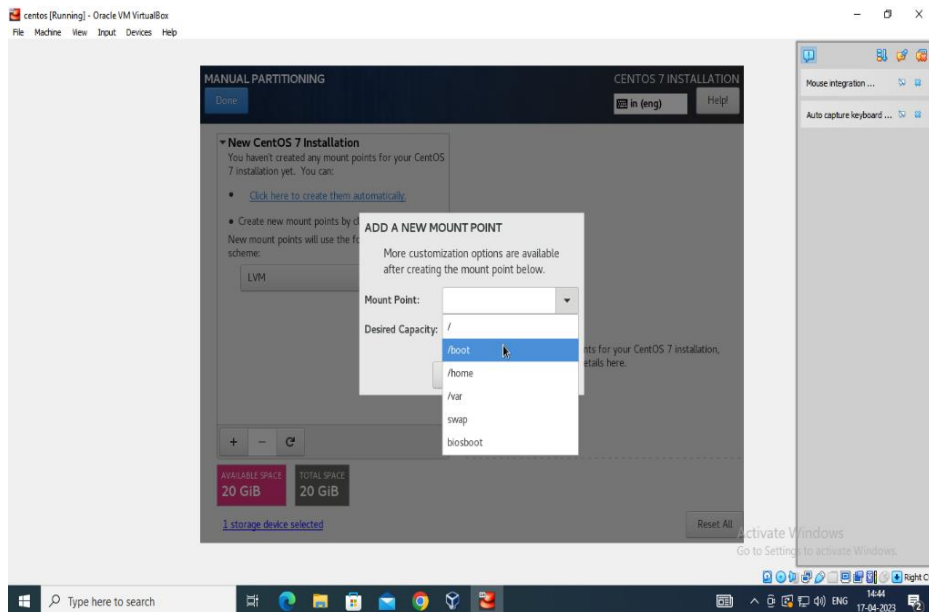 centos [Running] - Oracle VM VirtualBox
File Machine View Input Devices Help
MANUAL PARTITIONING
CENTOS 7 INSTALLATION
Done
in (eng)
Help!
Mouse integration ...
Auto capture keyboard ...
New CentOS 7 Installation
You haven't created any mount points for your CentOS
7 installation yet. You can:
Click here to create them automatically.
Create new mount points by
New mount points will use the
scheme:
LVM
ADD A NEW MOUNT POINT
More customization options are available
after creating the mount point below.
Mount Point:
Desired Capacity:
/
/boot
/home
/var
swap
biosboot
for your CentOS 7 installation,
here.
+ −
AVAILABLE SPACE
20 GiB
TOTAL SPACE
20 GiB
1 storage device selected
Reset All
Activate Windows
Go to Settings to activate Windows.
Right C
Type here to search
ENG
14:44
17-04-2023
2